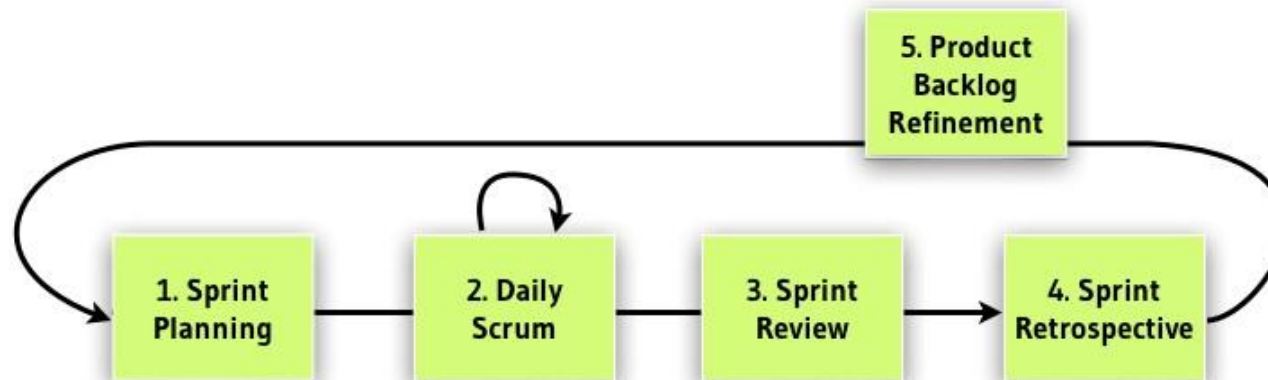 5. Product
Backlog
Refinement
1. Sprint
Planning
2. Daily
Scrum
3. Sprint
Review
4. Sprint
Retrospective